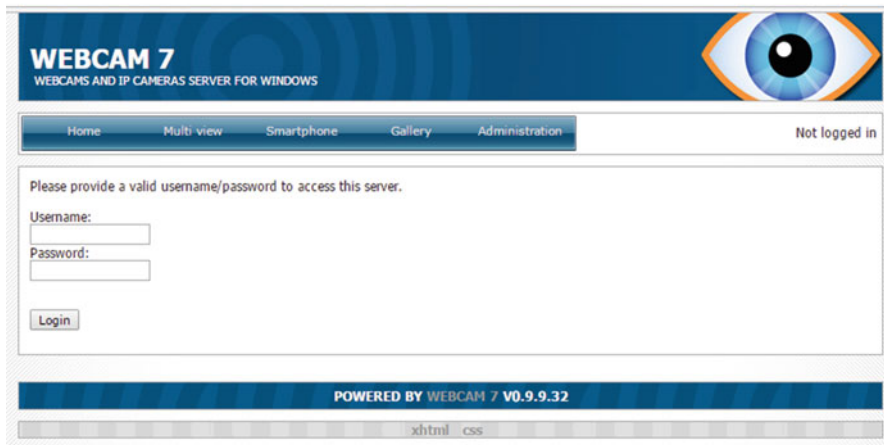 WEBCAM 7
WEBCAMS AND IP CAMERAS SERVER FOR WINDOWS
Home Multi view Smartphone Gallery Administration Not logged in
Please provide a valid username/password to access this server.
Username:
Password:
Login
POWERED BY WEBCAM 7 V0.9.9.32
xhtml css